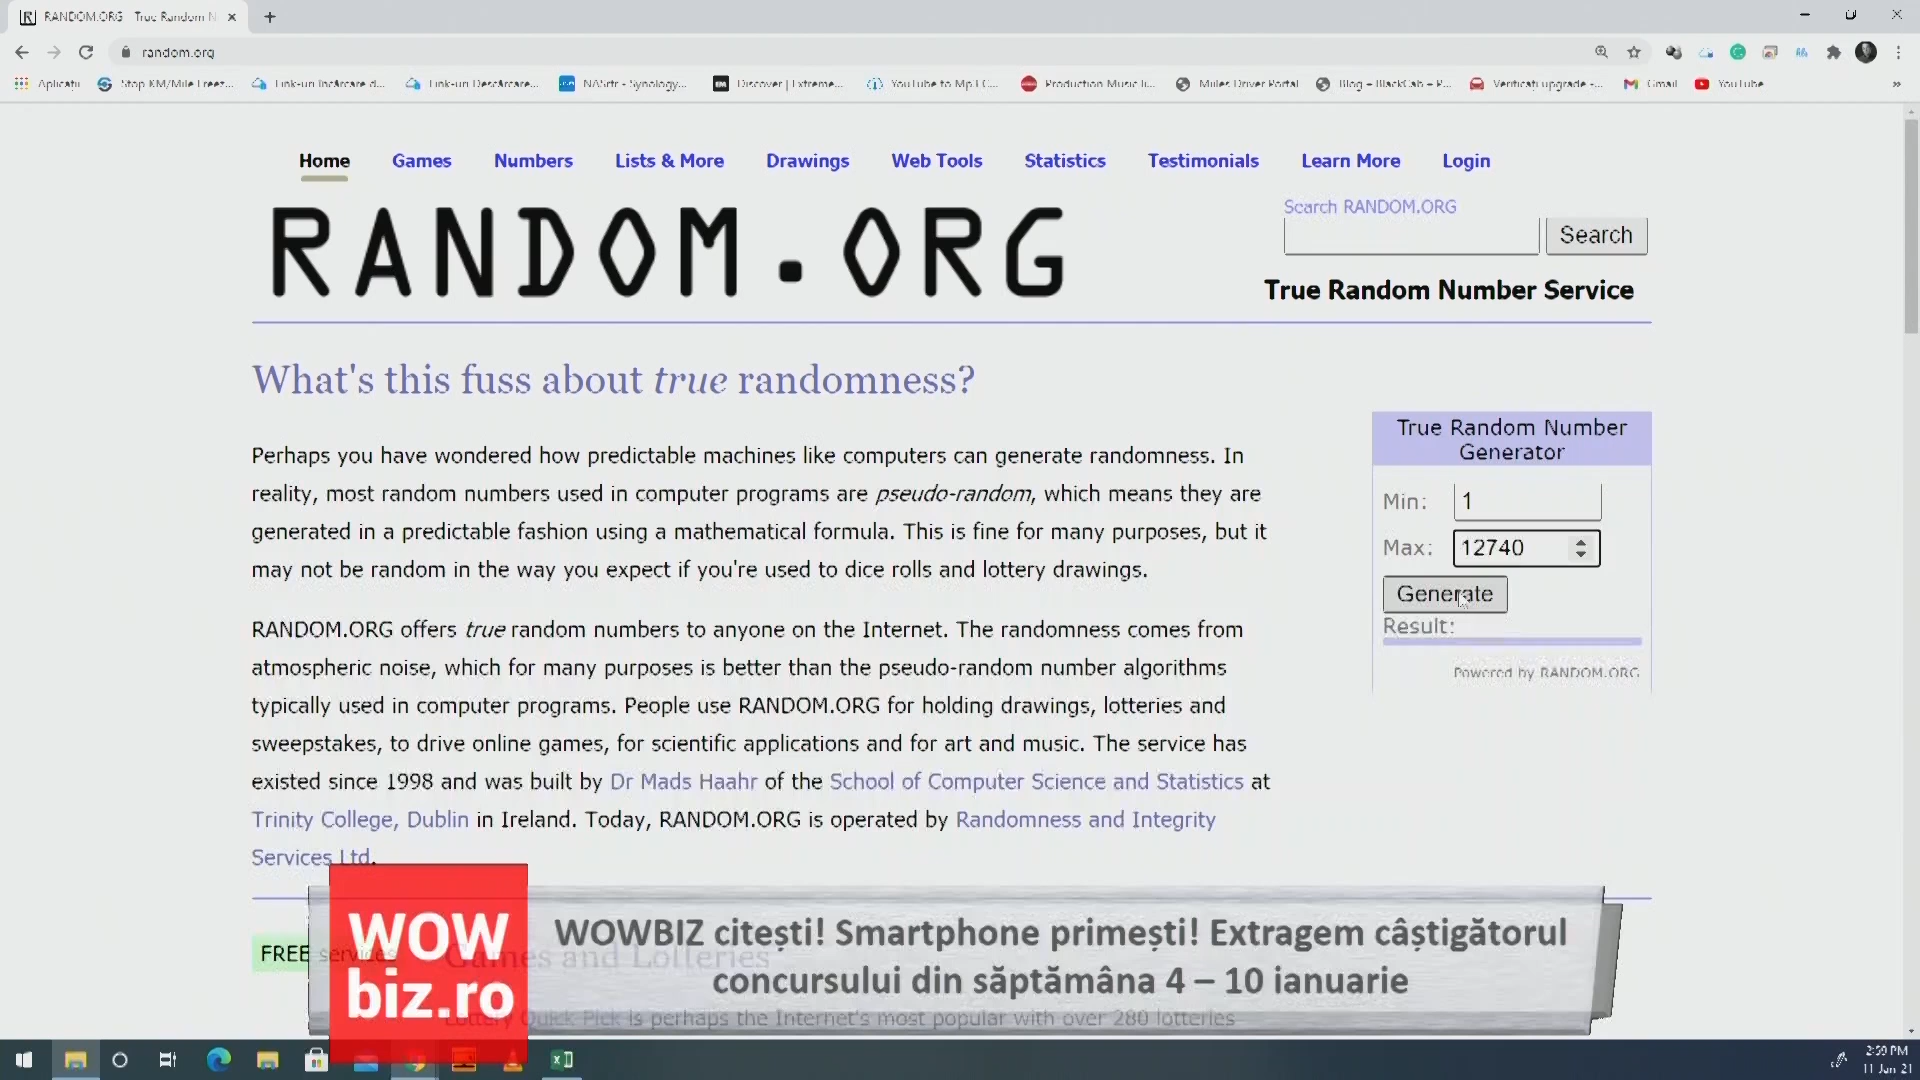 RANDOM.ORG - True Random N
random.org
Aplicații
Stop KM/Mile Freez...
Link-uri Încărcare d...
Link-uri Descărcare...
NASrtr - Synology...
Discover | Extreme...
YouTube to Mp3 C...
Production Music li...
Miles Driver Portal
Blog – BlackCab – P...
Verificați upgrade -...
Gmail
YouTube
»
Home
Games
Numbers
Lists & More
Drawings
Web Tools
Statistics
Testimonials
Learn More
Login
RANDOM.ORG
Search RANDOM.ORG
Search
True Random Number Service
What's this fuss about true randomness?
Perhaps you have wondered how predictable machines like computers can generate randomness. In
reality, most random numbers used in computer programs are pseudo-random, which means they are
generated in a predictable fashion using a mathematical formula. This is fine for many purposes, but it
may not be random in the way you expect if you're used to dice rolls and lottery drawings.
RANDOM.ORG offers true random numbers to anyone on the Internet. The randomness comes from
atmospheric noise, which for many purposes is better than the pseudo-random number algorithms
typically used in computer programs. People use RANDOM.ORG for holding drawings, lotteries and
sweepstakes, to drive online games, for scientific applications and for art and music. The service has
existed since 1998 and was built by Dr Mads Haahr of the School of Computer Science and Statistics at
Trinity College, Dublin in Ireland. Today, RANDOM.ORG is operated by Randomness and Integrity
Services Ltd.
True Random Number
Generator
Min: 1
Max: 12740
Generate
Result:
Powered by RANDOM.ORG
FREE services
Games and Lotteries
Lottery Quick Pick is perhaps the Internet's most popular with over 280 lotteries
WOW
biz.ro
WOWBIZ citești! Smartphone primești! Extragem câștigătorul
concursului din săptămâna 4 – 10 ianuarie
2:59 PM
11 Jan 21